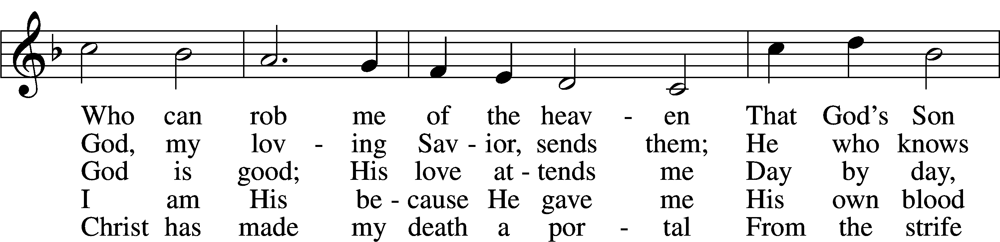 Who can rob me of the heav - en That God’s Son
God, my lov - ing Sav - ior, sends them; He who knows
God is good; His love at - tends me Day by day,
I am His be - cause He gave me His own blood
Christ has made my death a por - tal From the strife